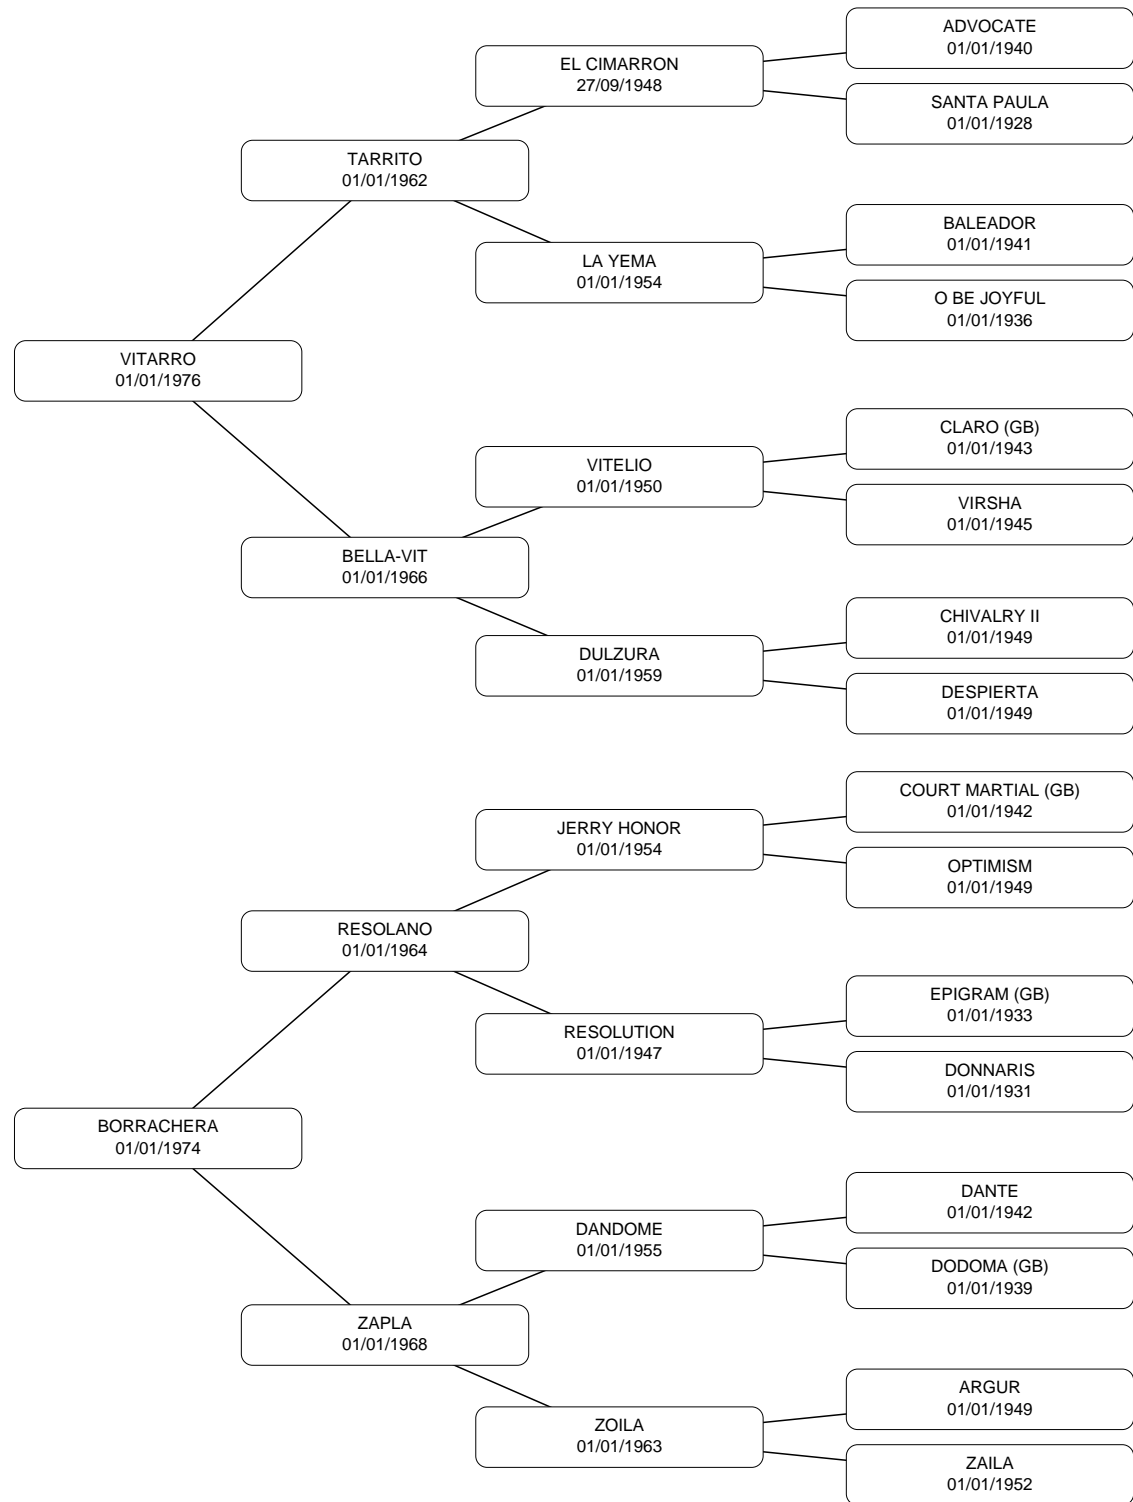 ADVOCATE
01/01/1940
EL CIMARRON
27/09/1948
SANTA PAULA
01/01/1928
TARRITO
01/01/1962
BALEADOR
01/01/1941
LA YEMA
01/01/1954
O BE JOYFUL
01/01/1936
VITARRO
01/01/1976
CLARO (GB)
01/01/1943
VITELIO
01/01/1950
VIRSHA
01/01/1945
BELLA-VIT
01/01/1966
CHIVALRY II
01/01/1949
DULZURA
01/01/1959
DESPIERTA
01/01/1949
COURT MARTIAL (GB)
01/01/1942
JERRY HONOR
01/01/1954
OPTIMISM
01/01/1949
RESOLANO
01/01/1964
EPIGRAM (GB)
01/01/1933
RESOLUTION
01/01/1947
DONNARIS
01/01/1931
BORRACHERA
01/01/1974
DANTE
01/01/1942
DANDOME
01/01/1955
DODOMA (GB)
01/01/1939
ZAPLA
01/01/1968
ARGUR
01/01/1949
ZOILA
01/01/1963
ZAILA
01/01/1952